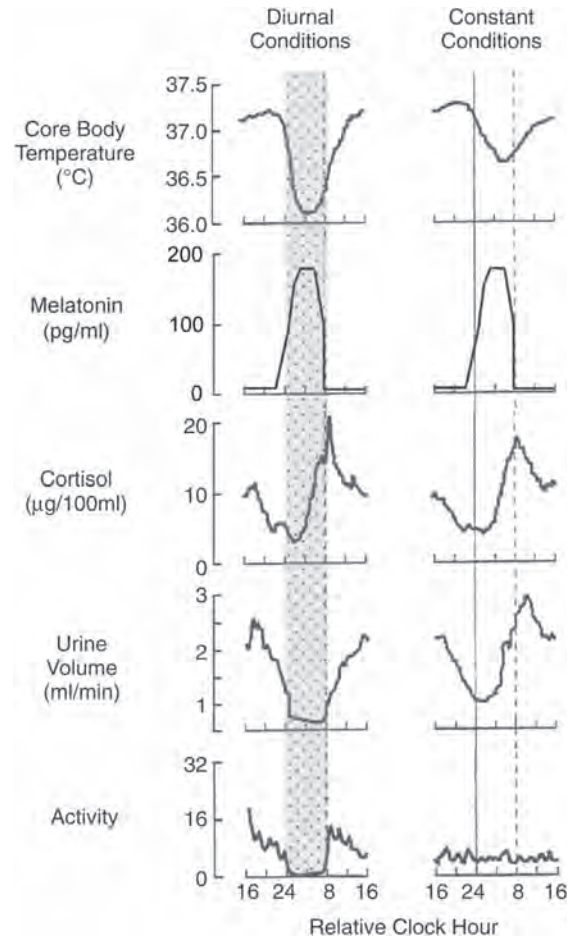 Diurnal
Conditions
Constant
Conditions
Core Body
Temperature
(°C)
37.5
37.0
36.5
36.0
Melatonin
(pg/ml)
200
100
0
Cortisol
(µg/100ml)
20
10
0
Urine
Volume
(ml/min)
3
2
1
Activity
32
16
0
16 24 8 16
16 24 8 16
Relative Clock Hour